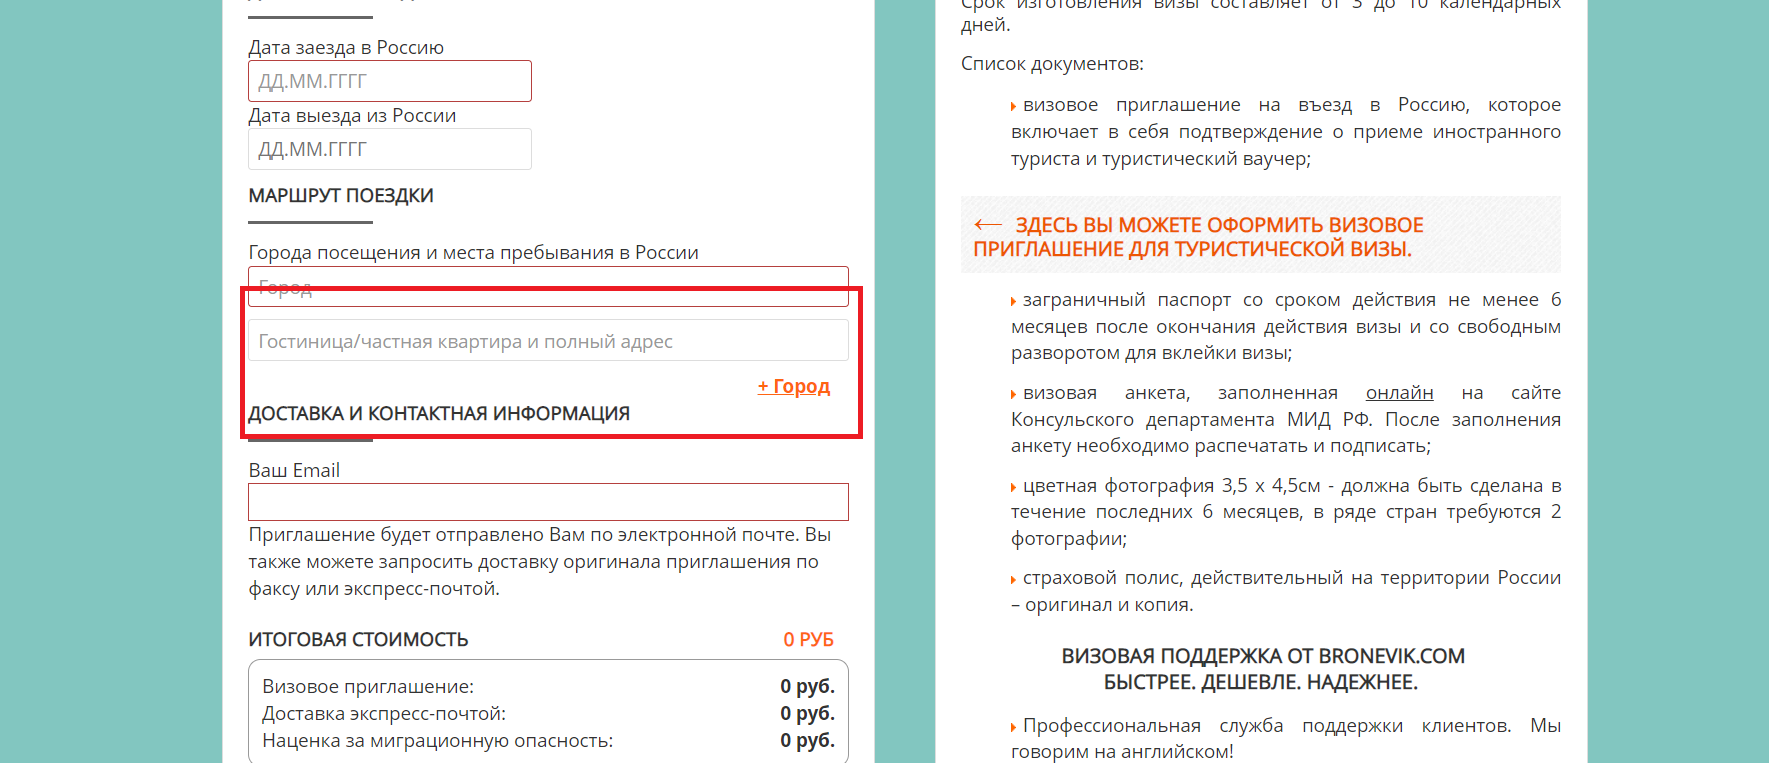 Дата заезда в Россию
ДД.ММ.ГГГГ
Дата выезда из России
ДД.ММ.ГГГГ
МАРШРУТ ПОЕЗДКИ
Города посещения и места пребывания в России
Город
Гостиница/частная квартира и полный адрес
+ Город
ДОСТАВКА И КОНТАКТНАЯ ИНФОРМАЦИЯ
Ваш Email
Приглашение будет отправлено Вам по электронной почте. Вы
также можете запросить доставку оригинала приглашения по
факсу или экспресс-почтой.
ИТОГОВАЯ СТОИМОСТЬ 0 РУБ
Визовое приглашение: 0 руб.
Доставка экспресс-почтой: 0 руб.
Наценка за миграционную опасность: 0 руб.
Срок изготовления визы составляет от 3 до 10 календарных
дней.
Список документов:
визовое приглашение на въезд в Россию, которое
включает в себя подтверждение о приеме иностранного
туриста и туристический ваучер;
← ЗДЕСЬ ВЫ МОЖЕТЕ ОФОРМИТЬ ВИЗОВОЕ
ПРИГЛАШЕНИЕ ДЛЯ ТУРИСТИЧЕСКОЙ ВИЗЫ.
заграничный паспорт со сроком действия не менее 6
месяцев после окончания действия визы и со свободным
разворотом для вклейки визы;
визовая анкета, заполненная онлайн на сайте
Консульского департамента МИД РФ. После заполнения
анкету необходимо распечатать и подписать;
цветная фотография 3,5 х 4,5см - должна быть сделана в
течение последних 6 месяцев, в ряде стран требуются 2
фотографии;
страховой полис, действительный на территории России
– оригинал и копия.
ВИЗОВАЯ ПОДДЕРЖКА ОТ BRONEVIK.COM
БЫСТРЕЕ. ДЕШЕВЛЕ. НАДЕЖНЕЕ.
Профессиональная служба поддержки клиентов. Мы
говорим на английском!